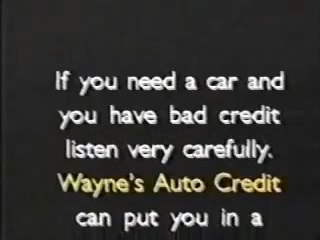 If you need a car and
you have bad credit
listen very carefully.
Wayne's Auto Credit
can put you in a